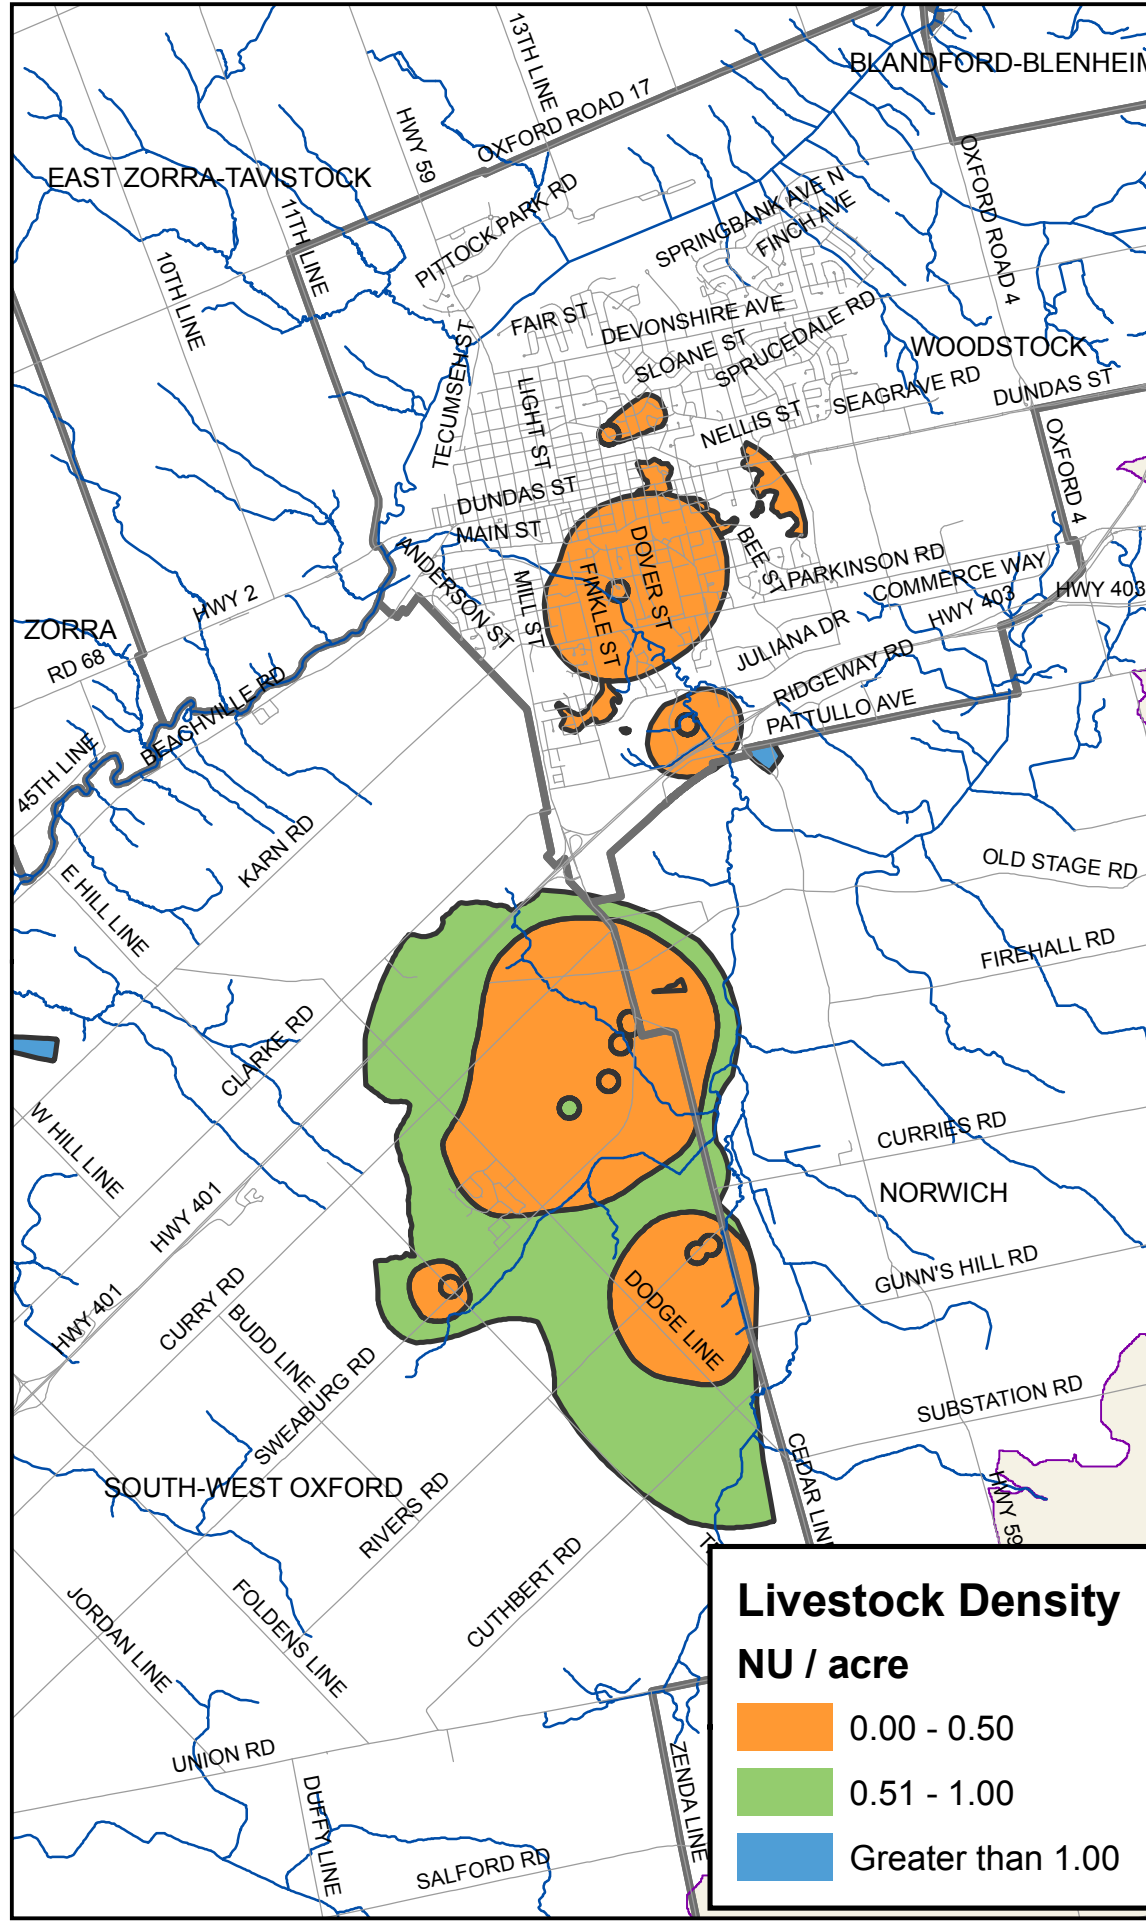 13TH LINE
BLANDFORD-BLENHEIM
OXFORD ROAD 17
HWY 59
EAST ZORRA-TAVISTOCK
OXFORD ROAD 4
PITTOCK PARK RD
SPRINGBANK AVE N
FINCH AVE
11TH LINE
10TH LINE
FAIR ST
DEVONSHIRE AVE
SLOANE ST
SPRUCEDALE RD
WOODSTOCK
TECUMSEH ST
LIGHT ST
SEAGRAVE RD
DUNDAS ST
NELLIS ST
OXFORD 4
DUNDAS ST
MAIN ST
ANDERSON ST
DOVER ST
BEE ST
PARKINSON RD
COMMERCE WAY
HWY 403
HWY 403
FINKLE ST
MILL ST
HWY 2
ZORRA
RD 68
JULIANA DR
RIDGEWAY RD
PATTULLO AVE
BEACHVILLE RD
45TH LINE
KARN RD
OLD STAGE RD
E HILL LINE
FIREHALL RD
CLARKE RD
W HILL LINE
CURRIES RD
NORWICH
HWY 401
GUNN'S HILL RD
CURRY RD
HWY 401
DODGE LINE
BUDD LINE
SWEABURG RD
SUBSTATION RD
CEDAR LINE
HWY 59
SOUTH-WEST OXFORD
RIVERS RD
CUTHBERT RD
JORDAN LINE
FOLDENS LINE
UNION RD
DUFFY LINE
ZENDA LINE
SALFORD RD
Livestock Density
NU / acre
0.00 - 0.50
0.51 - 1.00
Greater than 1.00